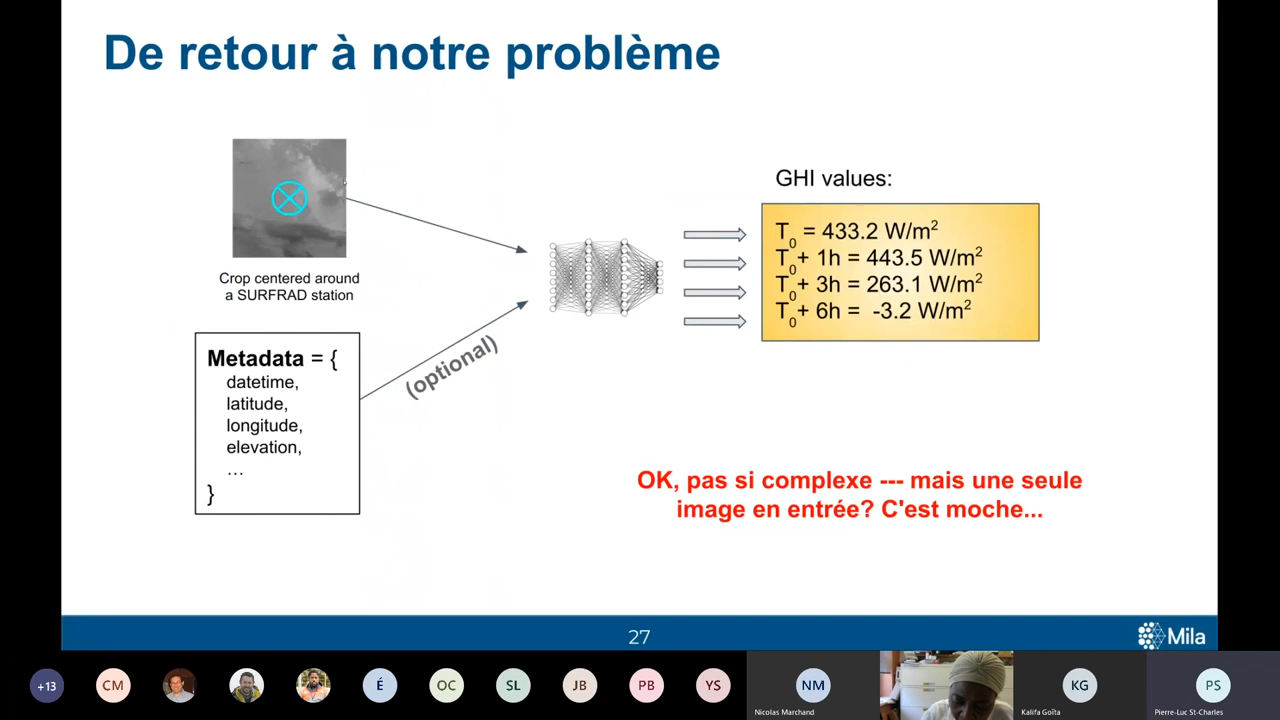 De retour à notre problème
Crop centered around
a SURFRAD station
Metadata = {
datetime,
latitude,
longitude,
elevation,
...
}
(optional)
GHI values:
T0 = 433.2 W/m2
T0+ 1h = 443.5 W/m2
T0+ 3h = 263.1 W/m2
T0+ 6h = -3.2 W/m2
OK, pas si complexe --- mais une seule
image en entrée? C'est moche...
27
Mila
+13
CM
É
OC
SL
JB
PB
YS
NM
Nicolas Marchand
KG
Kalifa Goïta
PS
Pierre-Luc St-Charles